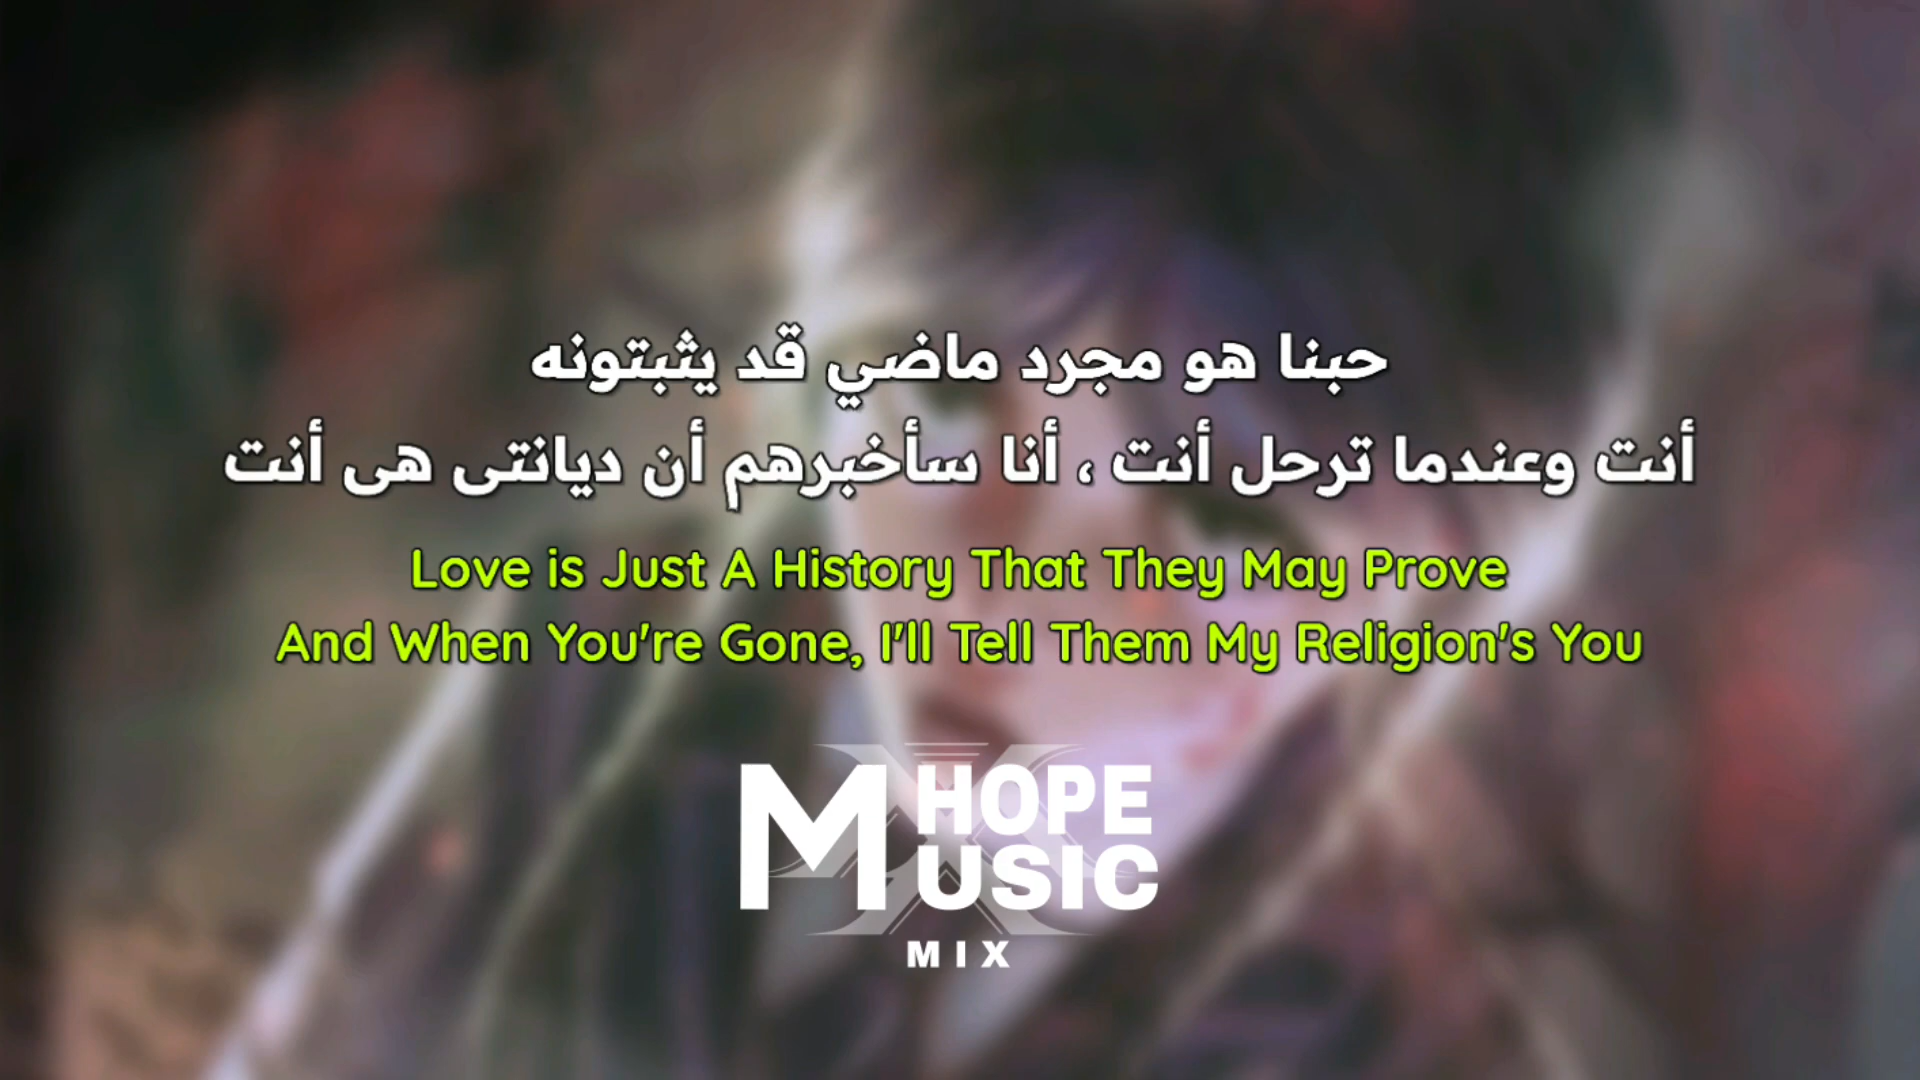 حبنا هو مجرد ماضي قد يثبتونه
أنت وعندما ترحل أنت ، أنا سأخبرهم أن ديانتى هى أنت
Love is Just A History That They May Prove
And When You're Gone, I'll Tell Them My Religion's You
M HOPE
MUSIC
MIX